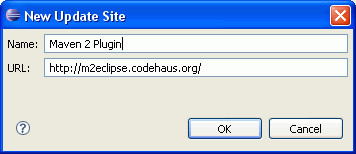 New Update Site
Name: Maven 2 Plugin
URL: http://m2eclipse.codehaus.org/
?
OK Cancel